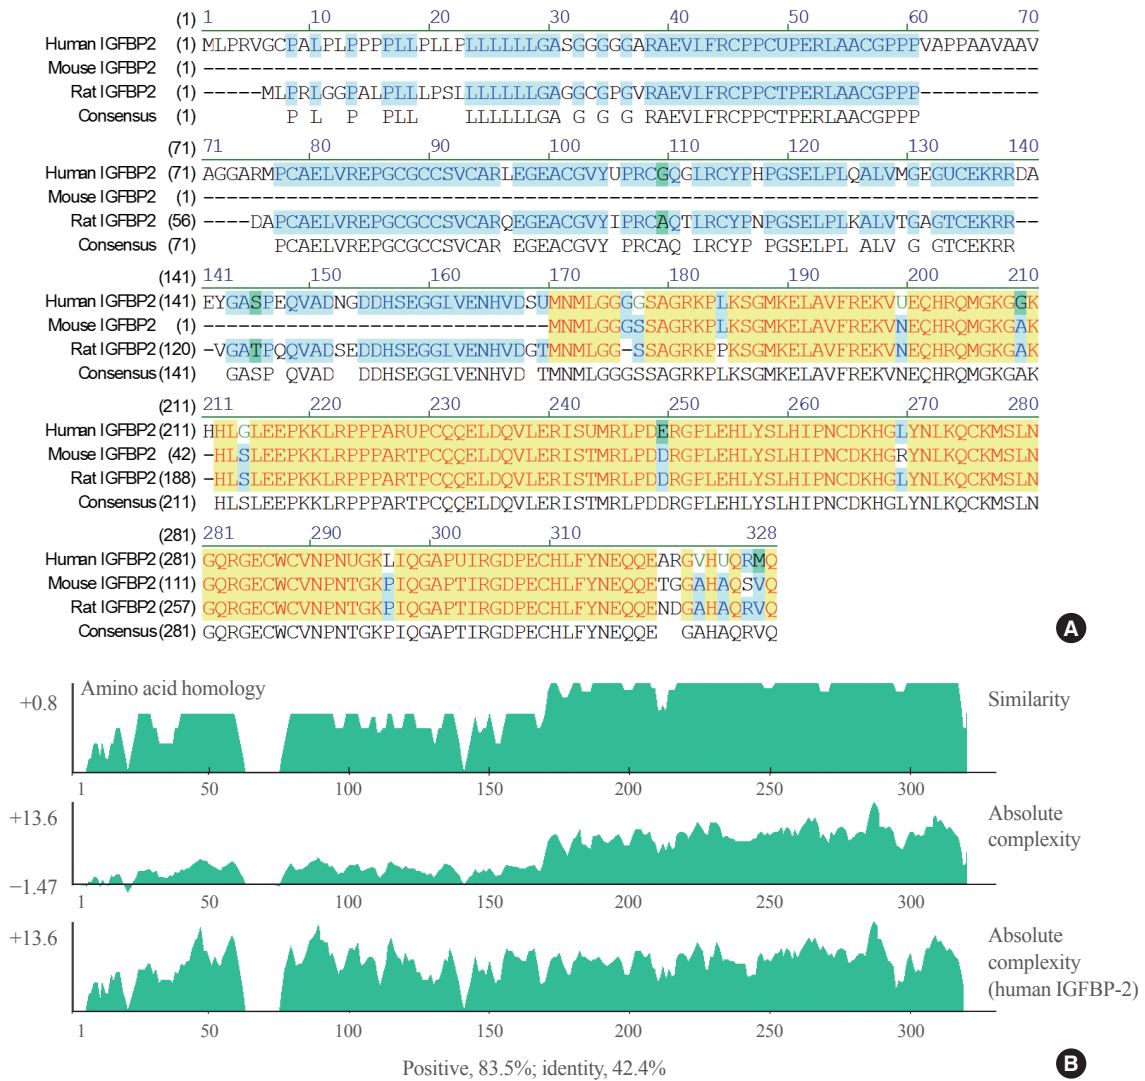 (1) 1 10 20 30 40 50 60 70
Human IGFBP2 (1) MLPRVGCPALPLPPPPLLPLLPLLLLLLGASGGGGGARAEVLFRCPPCUPERLAACGPPPVAPPAAVAAV
Mouse IGFBP2 (1) ----------------------------------------------------------------------
Rat IGFBP2 (1) -----MLPRLGGPALPLLLPSLLLLLLLGAGGCGPGVRAEVLFRCPPCTPERLAACGPPP----------
Consensus (1) P L P PLL LLLLLLGA G G G RAEVLFRCPPCTPERLAACGPPP
(71) 71 80 90 100 110 120 130 140
Human IGFBP2 (71) AGGARMPCAELVREPGCGCCSVCARLEGEACGVYUPRCGQGLRCYPHPGSELPLQALVMGEGUCEKRRDA
Mouse IGFBP2 (1) ----------------------------------------------------------------------
Rat IGFBP2 (56) ----DAPCAELVREPGCGCCSVCARQEGEACGVYIPRCAQTLRCYPNPGSELPLKALVTGAGTCEKRR--
Consensus (71) PCAELVREPGCGCCSVCAR EGEACGVY PRCAQ LRCYP PGSELPL ALV G GTCEKRR
(141) 141 150 160 170 180 190 200 210
Human IGFBP2 (141) EYGASPEQVADNGDDHSEGGLVENHVDSUMNMLGGGGSAGRKPLKSGMKELAVFREKVUEQHRQMGKGGK
Mouse IGFBP2 (1) -----------------------------MNMLGGGSSAGRKPLKSGMKELAVFREKVNEQHRQMGKGAK
Rat IGFBP2 (120) -VGATPQQVADSEDDHSEGGLVENHVDGTMNMLGG-SSAGRKPPKSGMKELAVFREKVNEQHRQMGKGAK
Consensus (141) GASP QVAD DDHSEGGLVENHVD TMNMLGGGSSAGRKPLKSGMKELAVFREKVNEQHRQMGKGAK
(211) 211 220 230 240 250 260 270 280
Human IGFBP2 (211) HHLGLEEPKKLRPPPARUPCQQELDQVLERISUMRLPDERGPLEHLYSLHIPNCDKHGLYNLKQCKMSLN
Mouse IGFBP2 (42) -HLSLEEPKKLRPPPARTPCQQELDQVLERISTMRLPDDRGPLEHLYSLHIPNCDKHGRYNLKQCKMSLN
Rat IGFBP2 (188) -HLSLEEPKKLRPPPARTPCQQELDQVLERISTMRLPDDRGPLEHLYSLHIPNCDKHGLYNLKQCKMSLN
Consensus (211) HLSLEEPKKLRPPPARTPCQQELDQVLERISTMRLPDDRGPLEHLYSLHIPNCDKHGLYNLKQCKMSLN
(281) 281 290 300 310 328
Human IGFBP2 (281) GQRGECWCVNPNUGKLIQGAPUIRGDPECHLFYNEQQEARGVHUQRMQ
Mouse IGFBP2 (111) GQRGECWCVNPNTGKPIQGAPTIRGDPECHLFYNEQQETGGAHAQSVQ
Rat IGFBP2 (257) GQRGECWCVNPNTGKPIQGAPTIRGDPECHLFYNEQQENDGAHAQRVQ
Consensus (281) GQRGECWCVNPNTGKPIQGAPTIRGDPECHLFYNEQQE GAHAQRVQ
A
Amino acid homology
+0.8
Similarity
1 50 100 150 200 250 300
+13.6
Absolute
complexity
−1.47
1 50 100 150 200 250 300
+13.6
Absolute
complexity
(human IGFBP-2)
1 50 100 150 200 250 300
Positive, 83.5%; identity, 42.4%
B